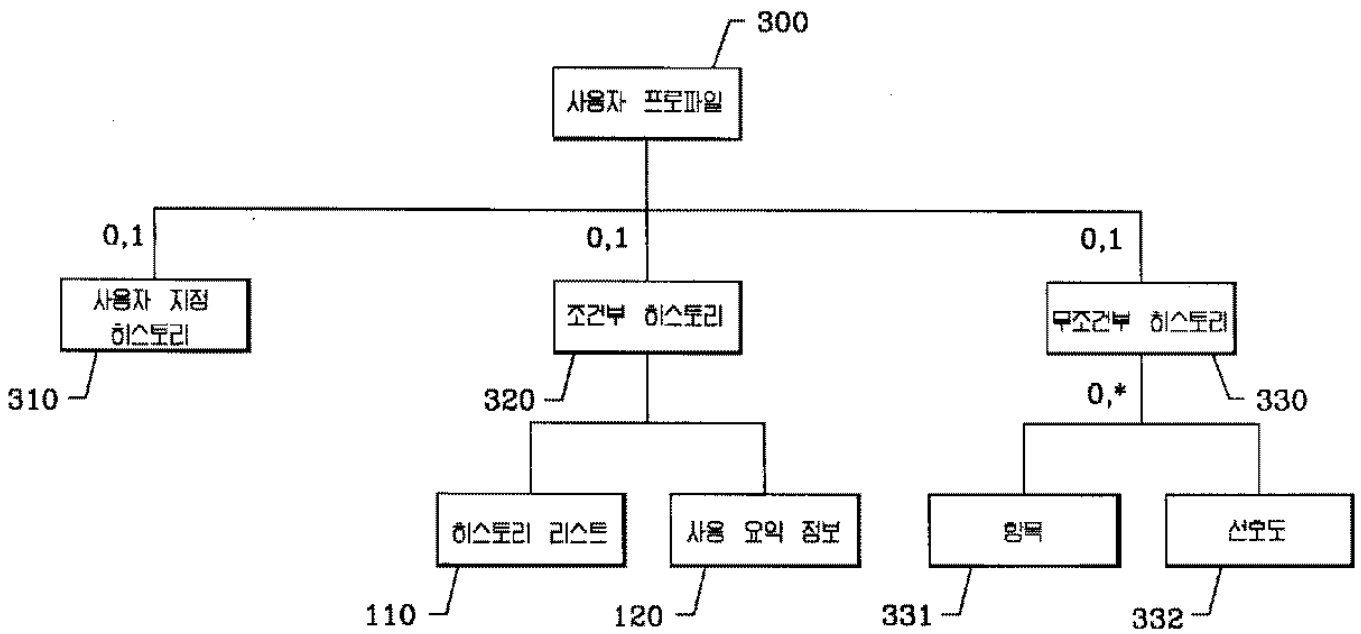 300
사용자 프로파일
0,1
0,1
0,1
사용자 지정
히스토리
조건부 히스토리
무조건부 히스토리
310
320
0,*
330
히스토리 리스트
사용 요약 정보
항목
선호도
110
120
331
332